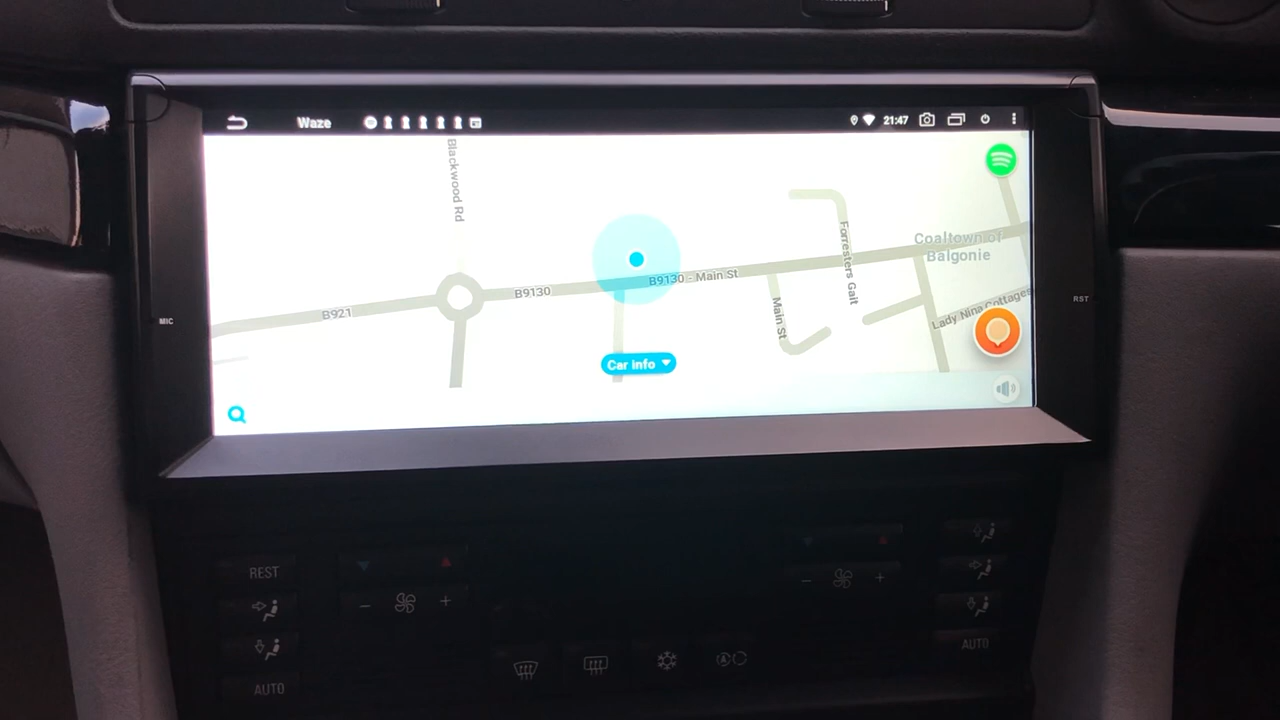 Waze
21:47
Blackwood Rd
Forresters Gait
Coaltown of
Balgonie
B9130 - Main St
B9130
B921
Main St
Lady Nina Cottages
MIC
RST
Car info
REST
AUTO
AUTO